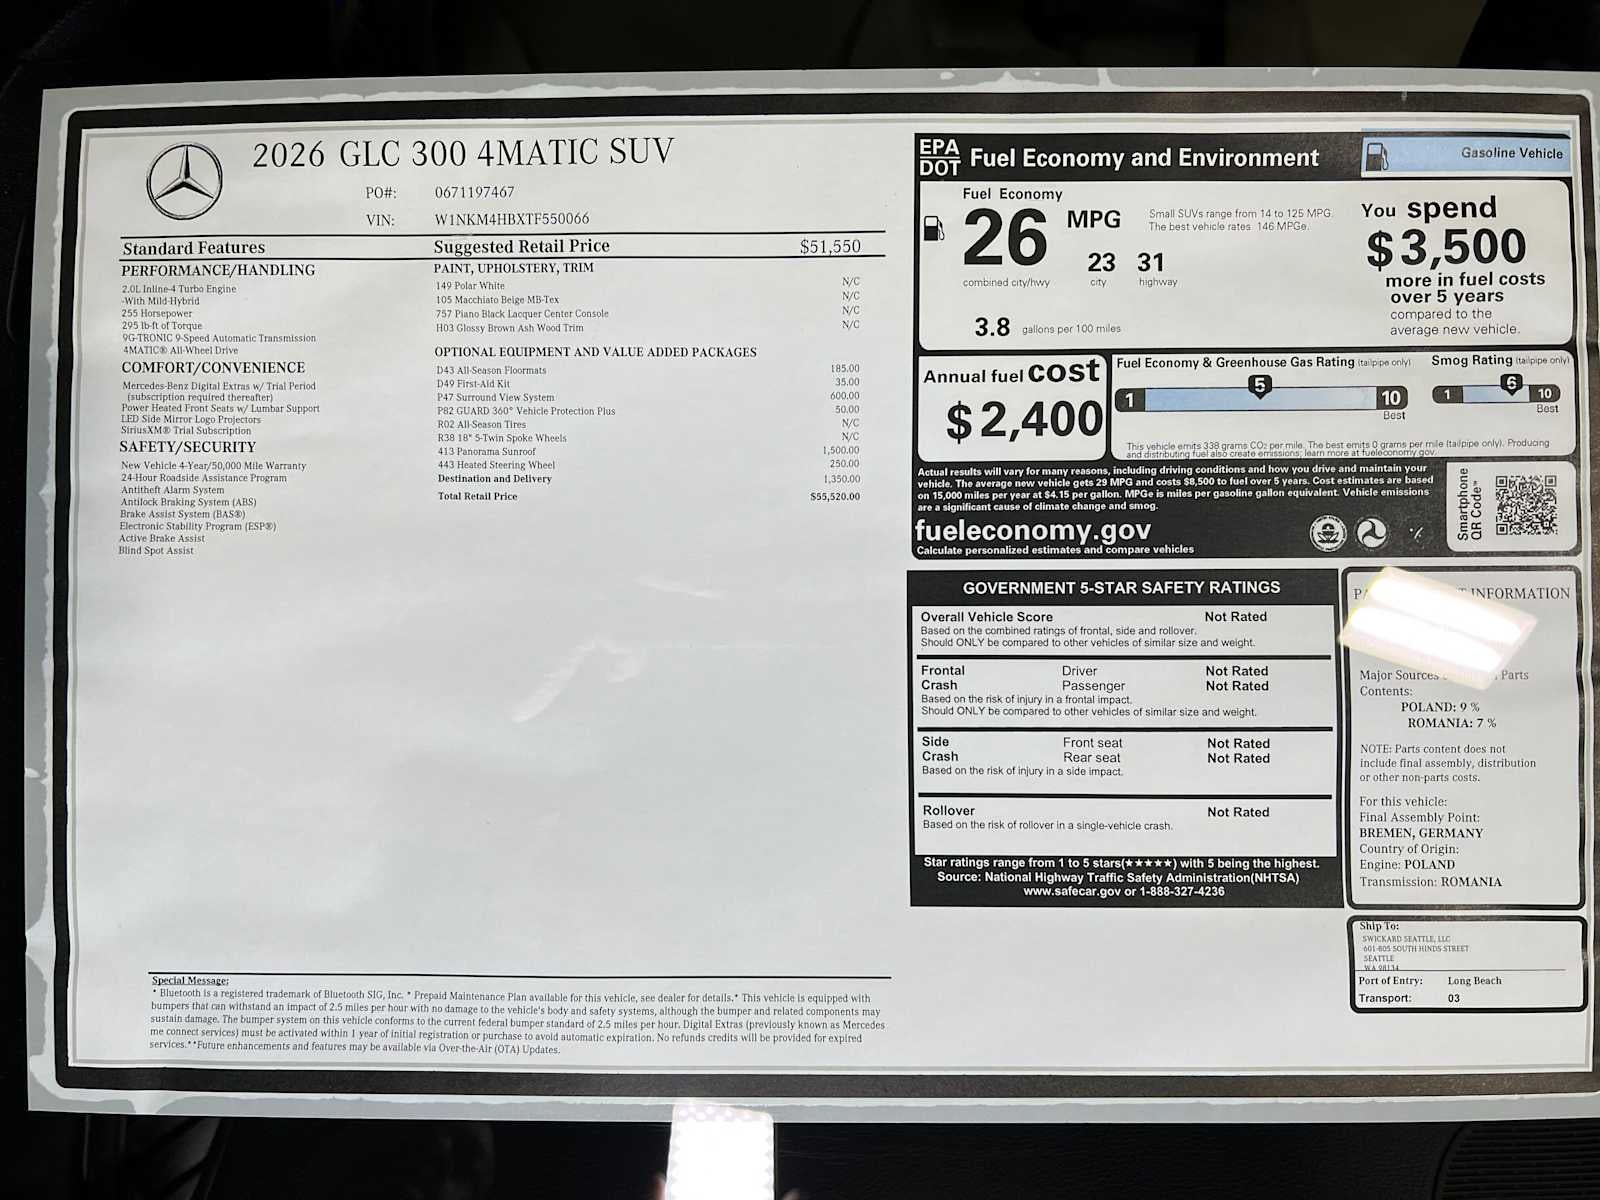 2026 GLC 300 4MATIC SUV
PO#: 0671197467
VIN: W1NKM4HBXTF550066
Standard Features
PERFORMANCE/HANDLING
2.0L Inline-4 Turbo Engine
-With Mild-Hybrid
255 Horsepower
295 lb-ft of Torque
9G-TRONIC 9-Speed Automatic Transmission
4MATIC® All-Wheel Drive
COMFORT/CONVENIENCE
Mercedes-Benz Digital Extras w/ Trial Period
(subscription required thereafter)
Power Heated Front Seats w/ Lumbar Support
LED Side Mirror Logo Projectors
SiriusXM® Trial Subscription
SAFETY/SECURITY
New Vehicle 4-Year/50,000 Mile Warranty
24-Hour Roadside Assistance Program
Antitheft Alarm System
Antilock Braking System (ABS)
Brake Assist System (BAS®)
Electronic Stability Program (ESP®)
Active Brake Assist
Blind Spot Assist
Suggested Retail Price $51,550
PAINT, UPHOLSTERY, TRIM
149 Polar White N/C
105 Macchiato Beige MB-Tex N/C
757 Piano Black Lacquer Center Console N/C
H03 Glossy Brown Ash Wood Trim N/C
OPTIONAL EQUIPMENT AND VALUE ADDED PACKAGES
D43 All-Season Floormats 185.00
D49 First-Aid Kit 35.00
P47 Surround View System 600.00
P82 GUARD 360° Vehicle Protection Plus 50.00
R02 All-Season Tires N/C
R38 18" 5-Twin Spoke Wheels N/C
413 Panorama Sunroof 1,500.00
443 Heated Steering Wheel 250.00
Destination and Delivery 1,350.00
Total Retail Price $55,520.00
Special Message:
* Bluetooth is a registered trademark of Bluetooth SIG, Inc. * Prepaid Maintenance Plan available for this vehicle, see dealer for details.* This vehicle is equipped with
bumpers that can withstand an impact of 2.5 miles per hour with no damage to the vehicle's body and safety systems, although the bumper and related components may
sustain damage. The bumper system on this vehicle conforms to the current federal bumper standard of 2.5 miles per hour. Digital Extras (previously known as Mercedes
me connect services) must be activated within 1 year of initial registration or purchase to avoid automatic expiration. No refunds credits will be provided for expired
services.**Future enhancements and features may be available via Over-the-Air (OTA) Updates.
EPA
DOT
Fuel Economy and Environment
Gasoline Vehicle
Fuel Economy
26 MPG
combined city/hwy
23
city
31
highway
3.8 gallons per 100 miles
Small SUVs range from 14 to 125 MPG.
The best vehicle rates 146 MPGe.
You spend
$3,500
more in fuel costs
over 5 years
compared to the
average new vehicle.
Annual fuel cost
$2,400
Fuel Economy & Greenhouse Gas Rating (tailpipe only)
1
5
10
Best
Smog Rating (tailpipe only)
1
6
10
Best
This vehicle emits 338 grams CO2 per mile. The best emits 0 grams per mile (tailpipe only). Producing
and distributing fuel also create emissions; learn more at fueleconomy.gov.
Actual results will vary for many reasons, including driving conditions and how you drive and maintain your
vehicle. The average new vehicle gets 29 MPG and costs $8,500 to fuel over 5 years. Cost estimates are based
on 15,000 miles per year at $4.15 per gallon. MPGe is miles per gasoline gallon equivalent. Vehicle emissions
are a significant cause of climate change and smog.
fueleconomy.gov
Calculate personalized estimates and compare vehicles
Smartphone
QR Code™
GOVERNMENT 5-STAR SAFETY RATINGS
Overall Vehicle Score Not Rated
Based on the combined ratings of frontal, side and rollover.
Should ONLY be compared to other vehicles of similar size and weight.
Frontal Driver Not Rated
Crash Passenger Not Rated
Based on the risk of injury in a frontal impact.
Should ONLY be compared to other vehicles of similar size and weight.
Side Front seat Not Rated
Crash Rear seat Not Rated
Based on the risk of injury in a side impact.
Rollover Not Rated
Based on the risk of rollover in a single-vehicle crash.
Star ratings range from 1 to 5 stars(★★★★★) with 5 being the highest.
Source: National Highway Traffic Safety Administration(NHTSA)
www.safecar.gov or 1-888-327-4236
INFORMATION
Major Sources Parts
Contents:
POLAND: 9 %
ROMANIA: 7 %
NOTE: Parts content does not
include final assembly, distribution
or other non-parts costs.
For this vehicle:
Final Assembly Point:
BREMEN, GERMANY
Country of Origin:
Engine: POLAND
Transmission: ROMANIA
Ship To:
SWICKARD SEATTLE, LLC
601-805 SOUTH HINDS STREET
SEATTLE
WA 98134
Port of Entry: Long Beach
Transport: 03